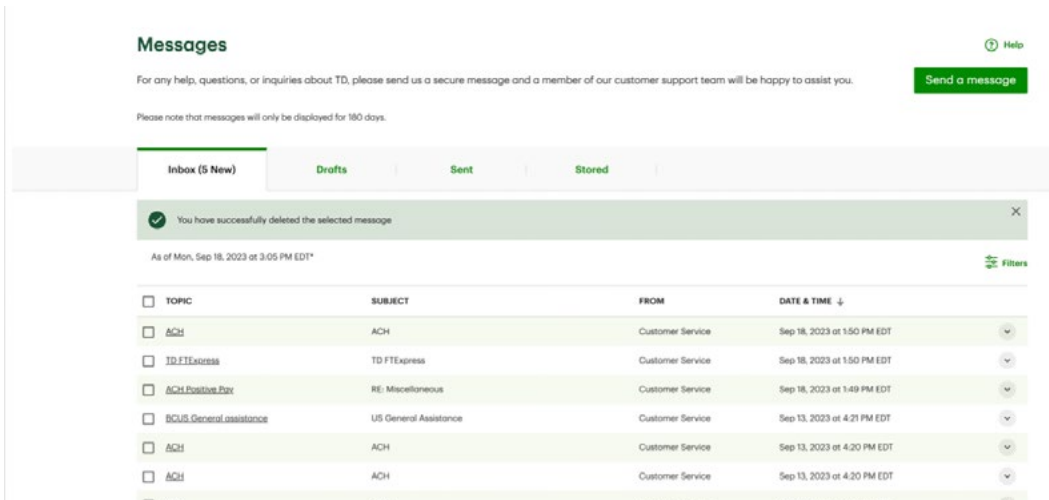 Messages
Help
For any help, questions, or inquiries about TD, please send us a secure message and a member of our customer support team will be happy to assist you.
Send a message
Please note that messages will only be displayed for 180 days.
Inbox (5 New) Drafts Sent Stored
You have successfully deleted the selected message
As of Mon, Sep 18, 2023 at 3:05 PM EDT*
Filters
TOPIC SUBJECT FROM DATE & TIME
ACH ACH Customer Service Sep 18, 2023 at 1:50 PM EDT
TD FTExpress TD FTExpress Customer Service Sep 18, 2023 at 1:50 PM EDT
ACH Positive Pay RE: Miscellaneous Customer Service Sep 18, 2023 at 1:49 PM EDT
BCUS General assistance US General Assistance Customer Service Sep 13, 2023 at 4:21 PM EDT
ACH ACH Customer Service Sep 13, 2023 at 4:20 PM EDT
ACH ACH Customer Service Sep 13, 2023 at 4:20 PM EDT